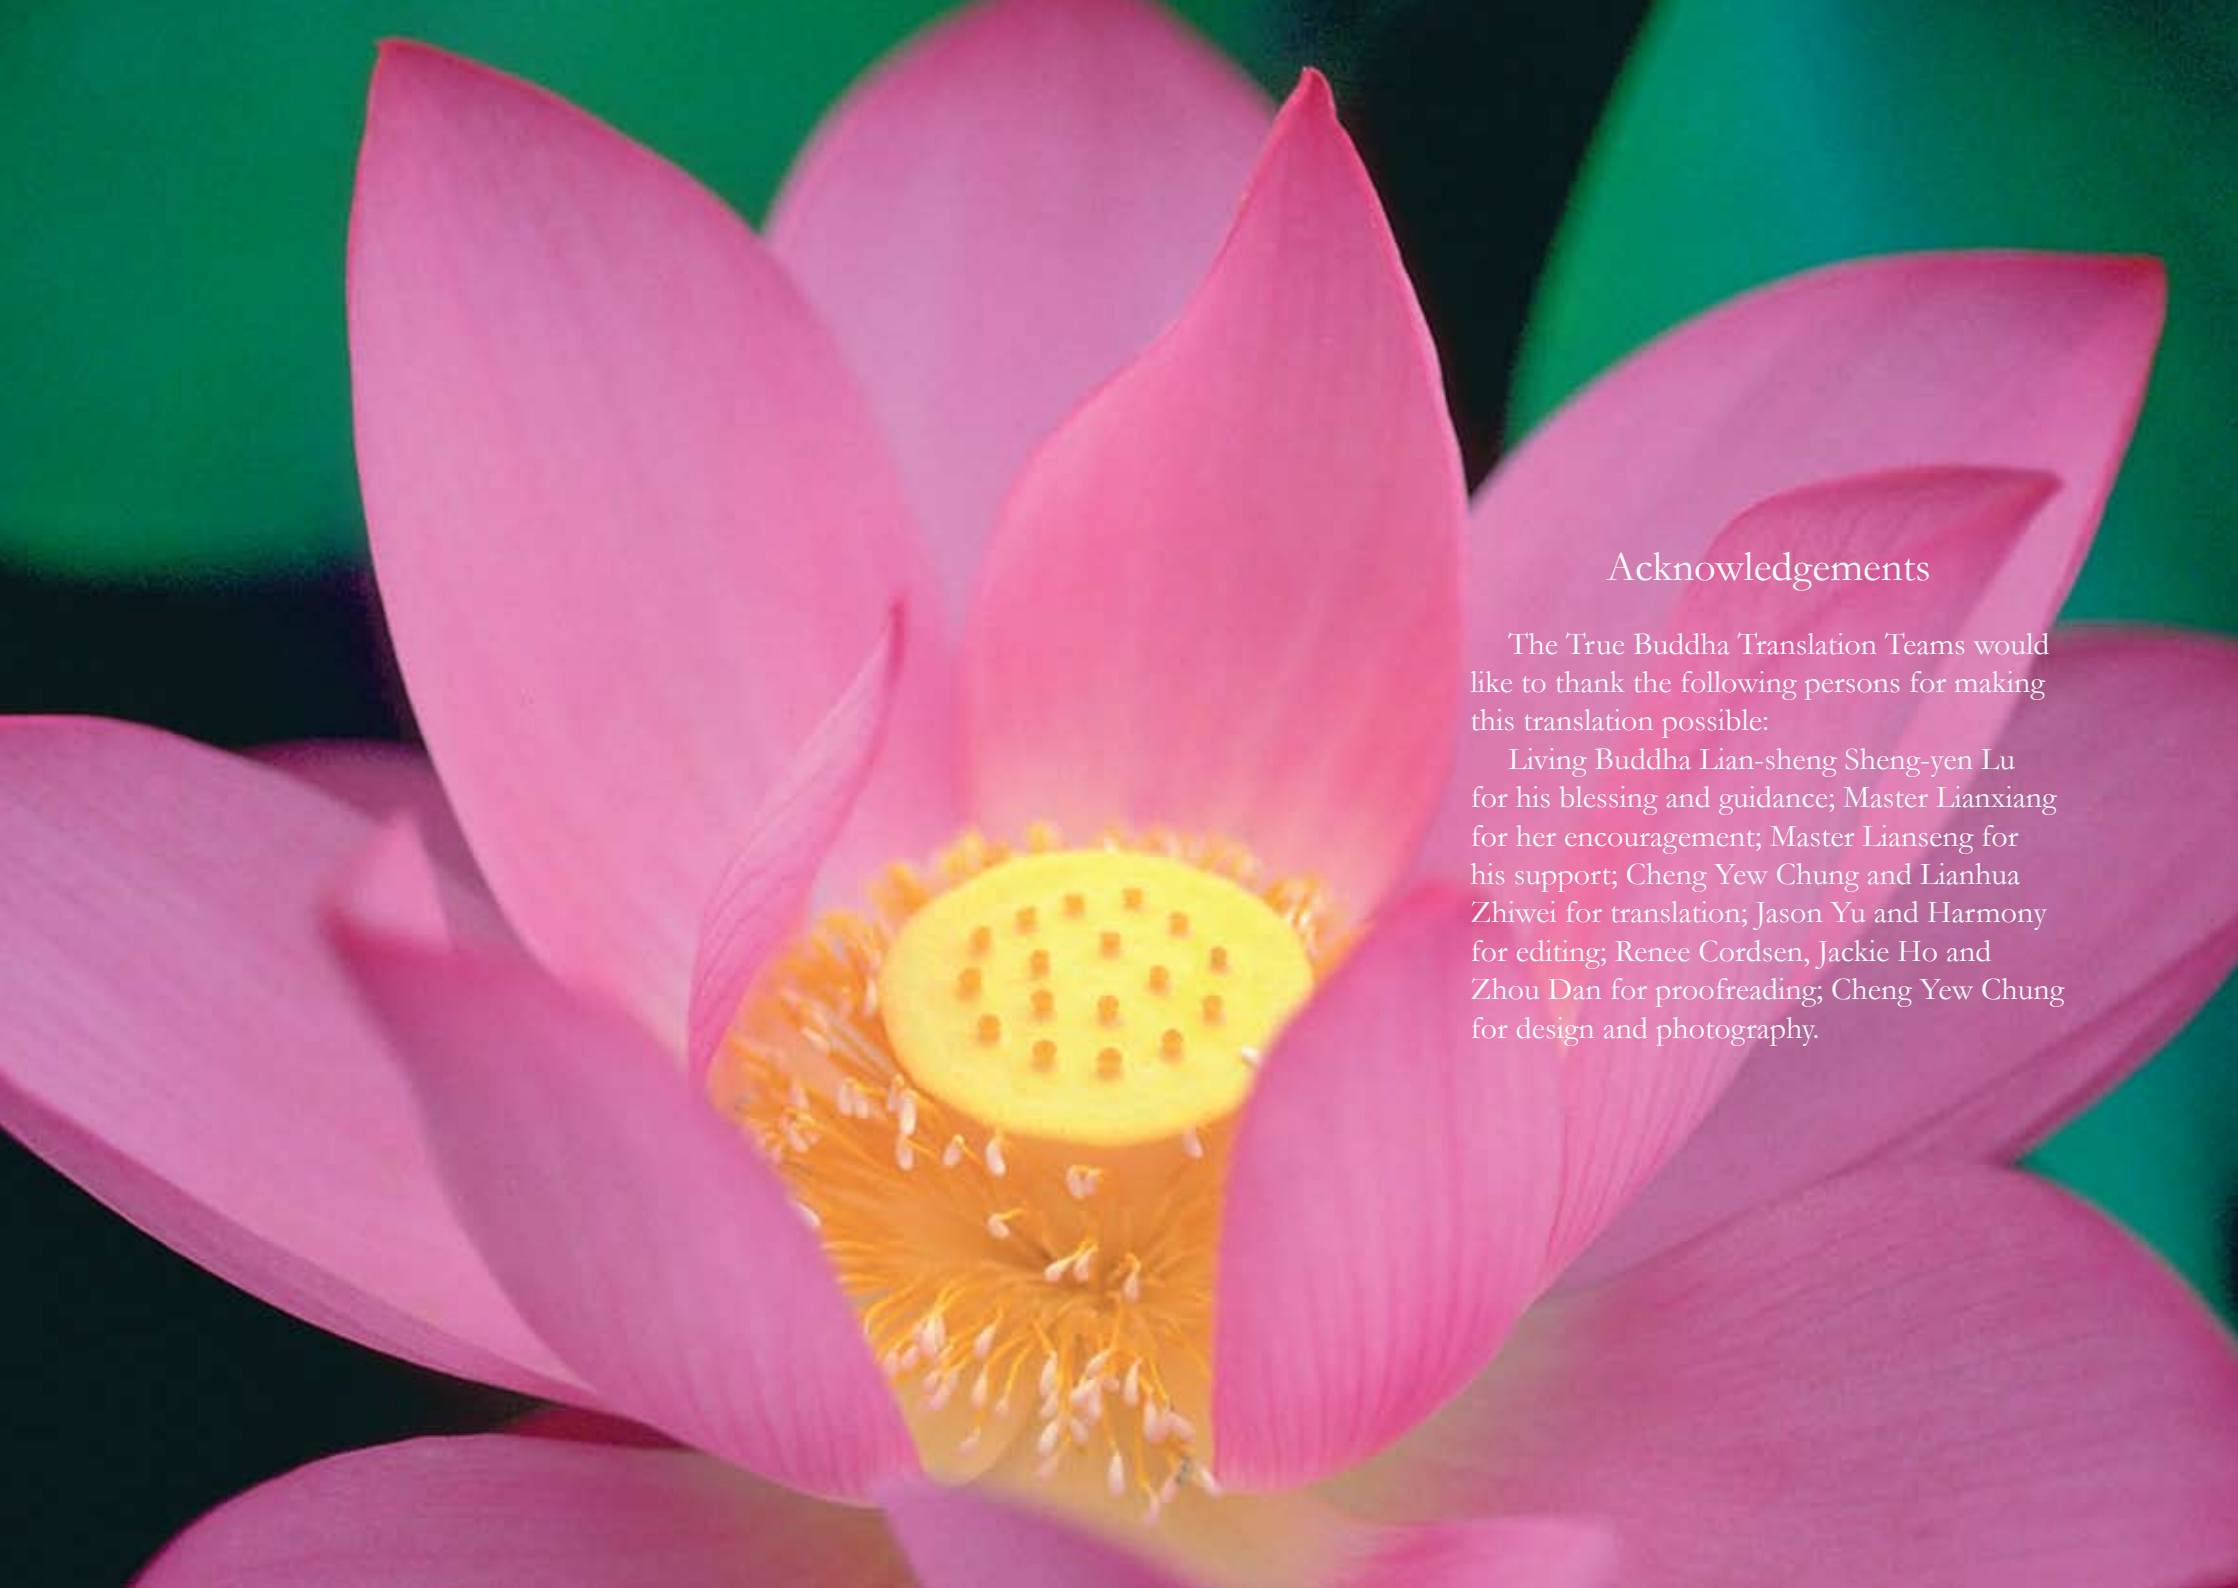 Acknowledgements
The True Buddha Translation Teams would
like to thank the following persons for making
this translation possible:
Living Buddha Lian-sheng Sheng-yen Lu
for his blessing and guidance; Master Lianxiang
for her encouragement; Master Lianseng for
his support; Cheng Yew Chung and Lianhua
Zhiwei for translation; Jason Yu and Harmony
for editing; Renee Cordsen, Jackie Ho and
Zhou Dan for proofreading; Cheng Yew Chung
for design and photography.